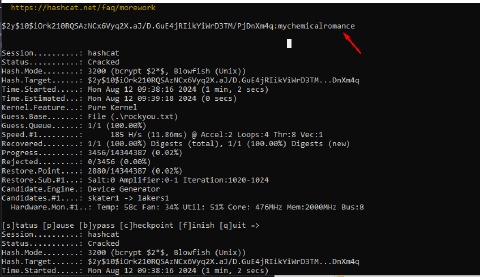 https://hashcat.net/faq/morework
$2y$10$iOrk210RQSAzNCx6Vyq2X.aJ/D.GuE4jRIikViWrD3TM/PjDnXm4q:mychemicalromance
Session..........: hashcat
Status...........: Cracked
Hash.Mode........: 3200 (bcrypt $2*$, Blowfish (Unix))
Hash.Target......: $2y$10$iOrk210RQSAzNCx6Vyq2X.aJ/D.GuE4jRIikViWrD3TM...DnXm4q
Time.Started.....: Mon Aug 12 09:38:16 2024 (1 min, 2 secs)
Time.Estimated...: Mon Aug 12 09:39:18 2024 (0 secs)
Kernel.Feature...: Pure Kernel
Guess.Base.......: File (.\rockyou.txt)
Guess.Queue......: 1/1 (100.00%)
Speed.#1.........: 185 H/s (11.86ms) @ Accel:2 Loops:4 Thr:8 Vec:1
Recovered........: 1/1 (100.00%) Digests (total), 1/1 (100.00%) Digests (new)
Progress.........: 3456/14344387 (0.02%)
Rejected.........: 0/3456 (0.00%)
Restore.Point....: 2880/14344387 (0.02%)
Restore.Sub.#1...: Salt:0 Amplifier:0-1 Iteration:1020-1024
Candidate.Engine.: Device Generator
Candidates.#1....: skater1 -> lakers1
Hardware.Mon.#1..: Temp: 58c Fan: 34% Util: 51% Core: 476MHz Mem:2000MHz Bus:8
[s]tatus [p]ause [b]ypass [c]heckpoint [f]inish [q]uit =>
Session..........: hashcat
Status...........: Cracked
Hash.Mode........: 3200 (bcrypt $2*$, Blowfish (Unix))
Hash.Target......: $2y$10$iOrk210RQSAzNCx6Vyq2X.aJ/D.GuE4jRIikViWrD3TM...DnXm4q
Time.Started.....: Mon Aug 12 09:38:16 2024 (1 min, 2 secs)